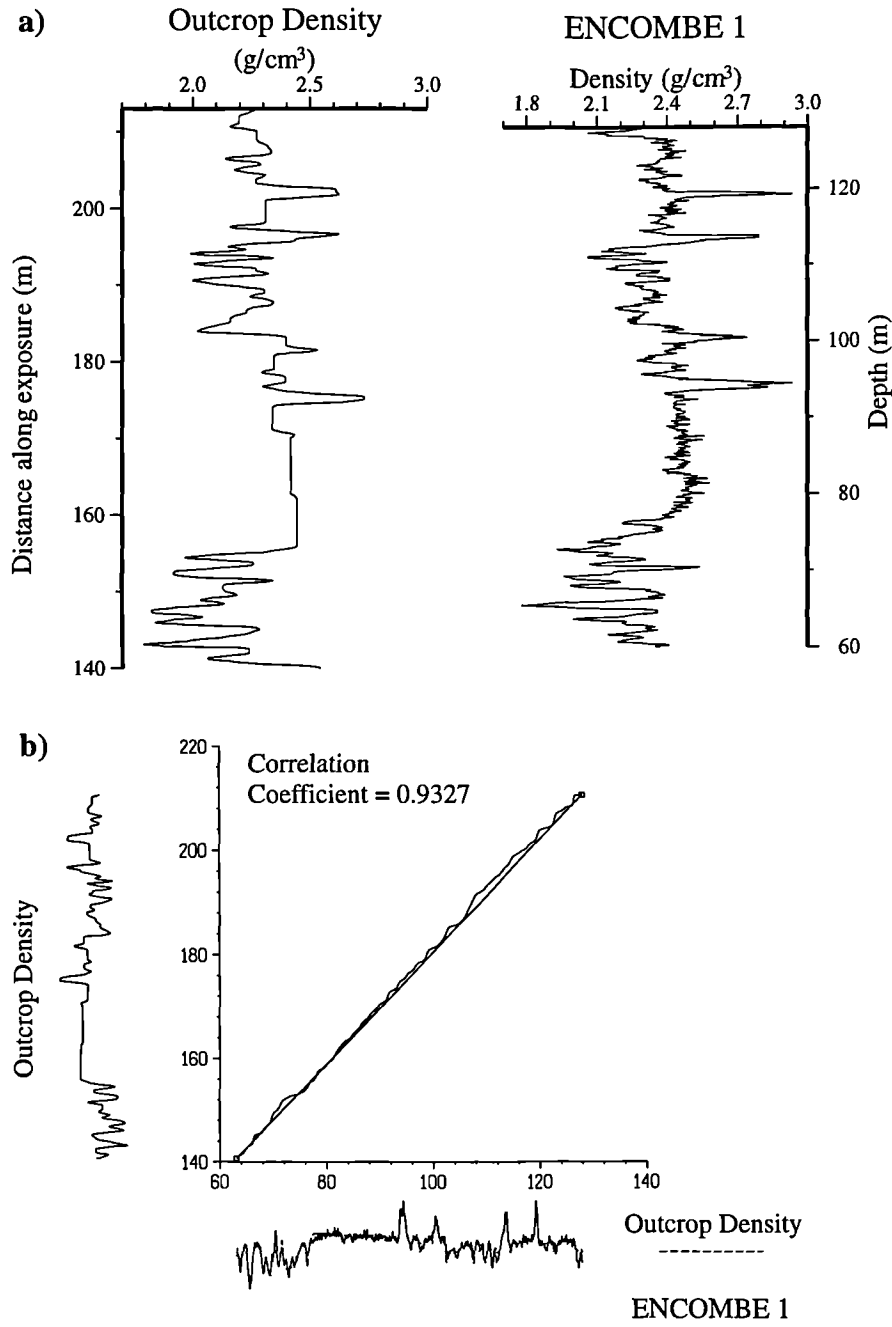 a)
Outcrop Density
(g/cm³)
2.0 2.5 3.0
ENCOMBE 1
Density (g/cm³)
1.8 2.1 2.4 2.7 3.0
Distance along exposure (m)
200
180
160
140
120
100
80
60
Depth (m)
b)
Outcrop Density
220
200
180
160
140
Correlation
Coefficient = 0.9327
60 80 100 120 140
Outcrop Density
ENCOMBE 1